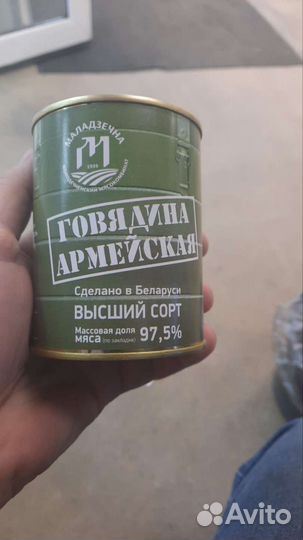 МАЛАДЗЕЧНА
М
ГОВЯДИНА
АРМЕЙСКАЯ
Сделано в Беларуси
ВЫСШИЙ СОРТ
Массовая доля
мяса (по закладке) 97,5%
Avito